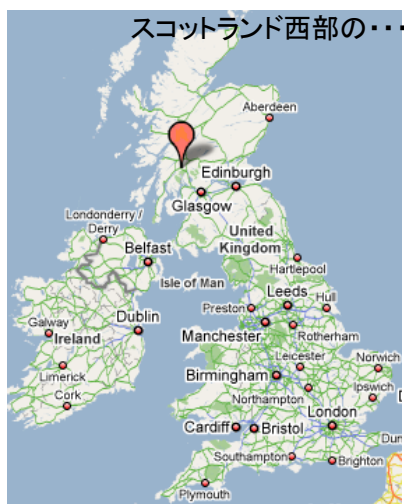 スコットランド西部の・・・
Aberdeen
Edinburgh
Glasgow
Londonderry /
Derry
United
Kingdom
Belfast
Hartlepool
Isle of Man
Leeds
Preston
Hull
Galway
Dublin
Ireland
Manchester
Rotherham
Leicester
Limerick
Norwich
Birmingham
Cork
Ipswich
Northampton
London
Cardiff
Bristol
Southampton
Brighton
Plymouth